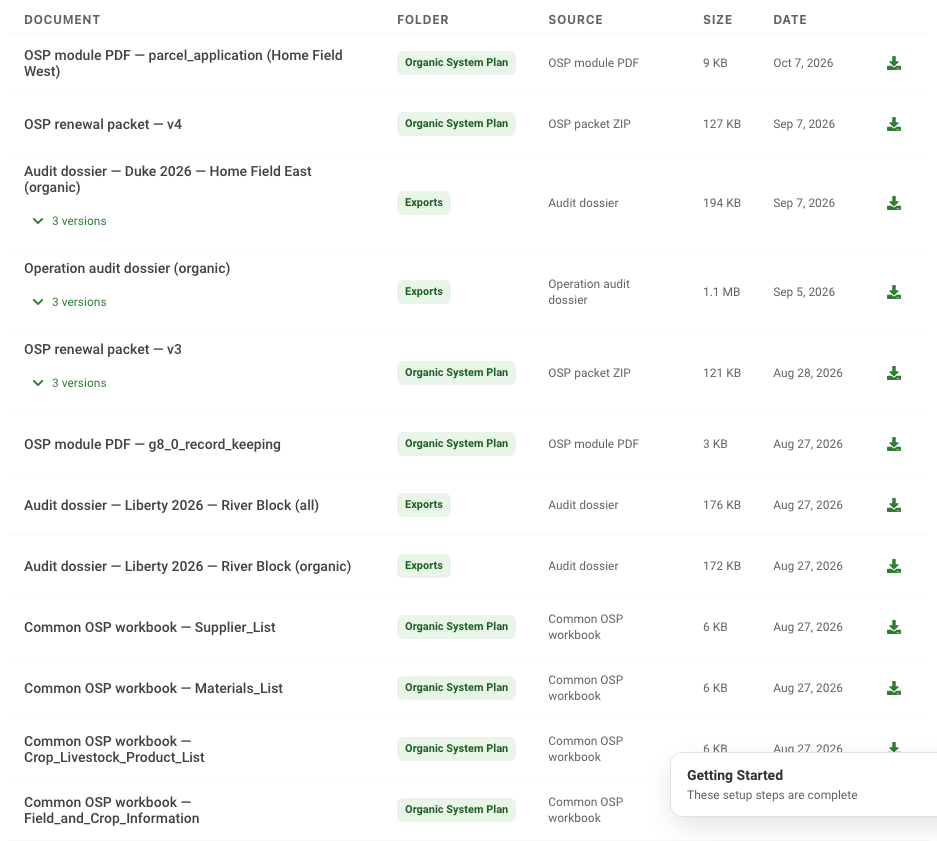 DOCUMENT FOLDER SOURCE SIZE DATE
OSP module PDF — parcel_application (Home Field
West)
Organic System Plan
OSP module PDF
9 KB
Oct 7, 2026
OSP renewal packet — v4
Organic System Plan
OSP packet ZIP
127 KB
Sep 7, 2026
Audit dossier — Duke 2026 — Home Field East
(organic)
3 versions
Exports
Audit dossier
194 KB
Sep 7, 2026
Operation audit dossier (organic)
3 versions
Exports
Operation audit
dossier
1.1 MB
Sep 5, 2026
OSP renewal packet — v3
3 versions
Organic System Plan
OSP packet ZIP
121 KB
Aug 28, 2026
OSP module PDF — g8_0_record_keeping
Organic System Plan
OSP module PDF
3 KB
Aug 27, 2026
Audit dossier — Liberty 2026 — River Block (all)
Exports
Audit dossier
176 KB
Aug 27, 2026
Audit dossier — Liberty 2026 — River Block (organic)
Exports
Audit dossier
172 KB
Aug 27, 2026
Common OSP workbook — Supplier_List
Organic System Plan
Common OSP
workbook
6 KB
Aug 27, 2026
Common OSP workbook — Materials_List
Organic System Plan
Common OSP
workbook
6 KB
Aug 27, 2026
Common OSP workbook —
Crop_Livestock_Product_List
Organic System Plan
Common OSP
workbook
6 KB
Aug 27, 2026
Common OSP workbook —
Field_and_Crop_Information
Organic System Plan
Common OSP
workbook
Getting Started
These setup steps are complete